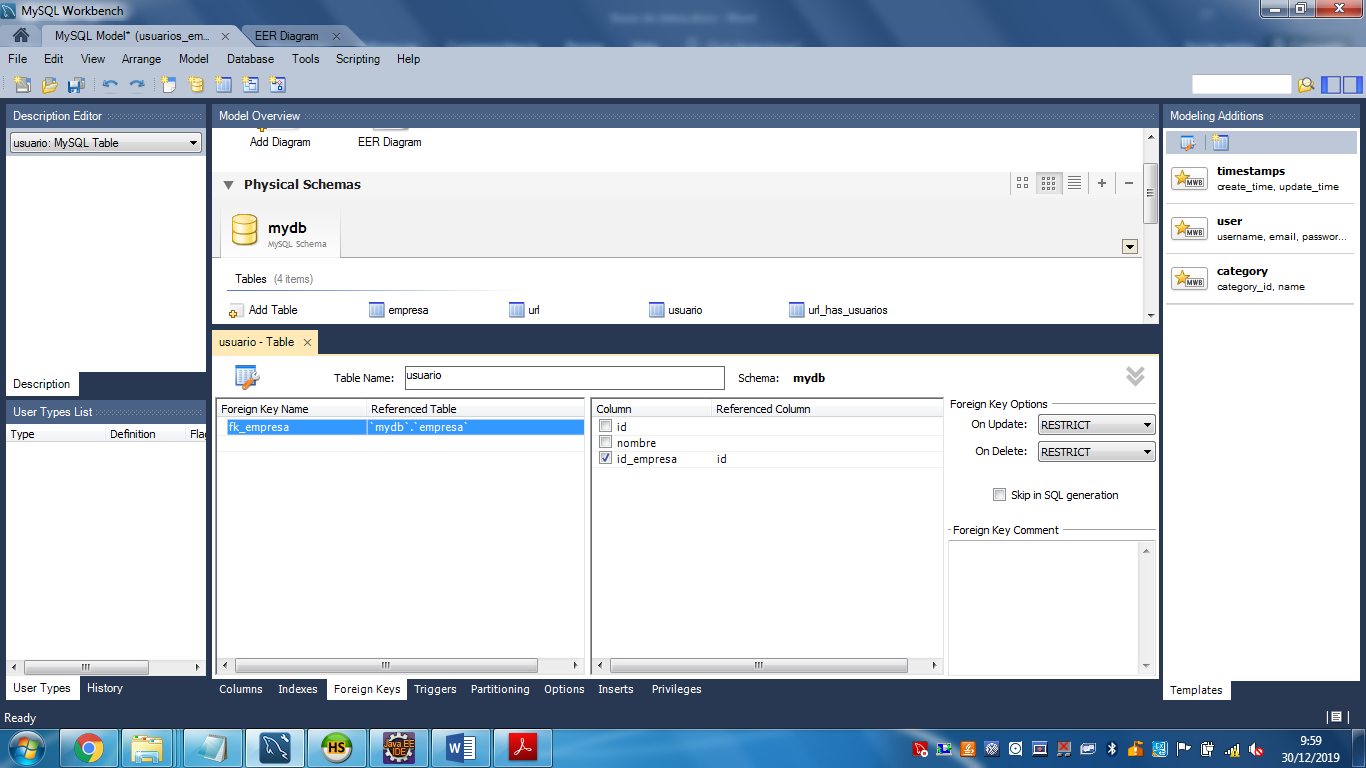 MySQL Workbench
MySQL Model* (usuarios_em...
EER Diagram
File Edit View Arrange Model Database Tools Scripting Help
Description Editor
usuario: MySQL Table
Description
User Types List
Type Definition Flag
User Types History
Model Overview
Add Diagram EER Diagram
Physical Schemas
mydb
MySQL Schema
Tables (4 items)
Add Table empresa url usuario url_has_usuarios
usuario - Table
Table Name: usuario Schema: mydb
Foreign Key Name Referenced Table
fk_empresa `mydb`.`empresa`
Column Referenced Column
id
nombre
id_empresa id
Foreign Key Options
On Update: RESTRICT
On Delete: RESTRICT
Skip in SQL generation
Foreign Key Comment
Columns Indexes Foreign Keys Triggers Partitioning Options Inserts Privileges
Modeling Additions
timestamps
create_time, update_time
user
username, email, passwor...
category
category_id, name
Templates
Ready
HS
Java EE
IDE
9:59
30/12/2019